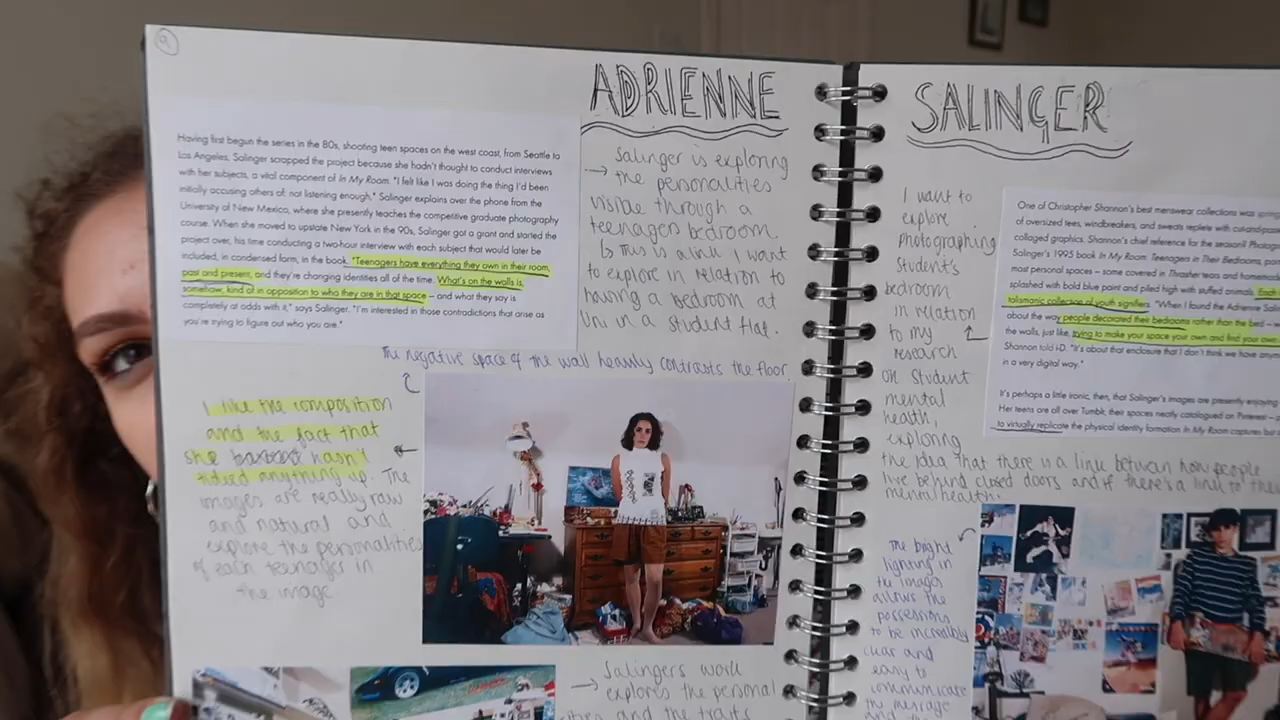 ADRIENNE
Having first begun the series in the 80s, shooting teen spaces on the west coast, from Seattle to
Los Angeles, Salinger scrapped the project because she hadn't thought to conduct interviews
with her subjects, a vital component of In My Room. "I felt like I was doing the thing I'd been
initially accusing others of: not listening enough." Salinger explains over the phone from the
University of New Mexico, where she presently teaches the competitive graduate photography
course. When she moved to upstate New York in the 90s, Salinger got a grant and started the
project over, his time conducting a two-hour interview with each subject that would later be
included, in condensed form, in the book. "Teenagers have everything they own in their room,
past and present, and they're changing identities all of the time. What's on the walls is,
somehow, kind of in opposition to who they are in that space – and what they say is
completely at odds with it," says Salinger. "I'm interested in those contradictions that arise as
you're trying to figure out who you are."
Salinger is exploring
the personalities
visible through a
teenagers bedroom.
This is a link I want
to explore in relation to
having a bedroom at
Uni in a student flat.
The negative space of the wall heavily contrasts the floor.
I like the composition
and the fact that
she hasn't
tidied anything up. The
images are really raw
and natural and
explore the personalities
of each teenager in
the image.
Salingers work
explores the personal
and the traits
SALINGER
I want to
explore
photographing
student's
bedroom
in relation
to my
research
on student
mental
health,
exploring
the idea that there is a link between how people
live behind closed doors and if there's a link to their
mental health.
One of Christopher Shannon's best menswear collections was
of oversized tees, windbreakers, and sweats replete with
collaged graphics. Shannon's chief reference for the seasonal
Salinger's 1995 book In My Room: Teenagers in Their Bedrooms,
most personal spaces – some covered in Thrasher tears and
splashed with bold blue paint and piled high with stuffed animals. Each
talismanic collection of youth signifiers. "When I found the Adrienne
about the way people decorated their bedrooms rather than the bed –
the walls, just like, trying to make your space your own and find your own
Shannon told i-D. "It's about that enclosure that I don't think we have
in a very digital way."
It's perhaps a little ironic, then, that Salinger's images are presently enjoying
Her teens are all over Tumblr, their spaces neatly catalogued on Pinterest –
to virtually replicate the physical identity formation In My Room captures
The bright
lighting in
the images
allows the
possessions
to be incredibly
clear and
easy to
communicate
the message
and the